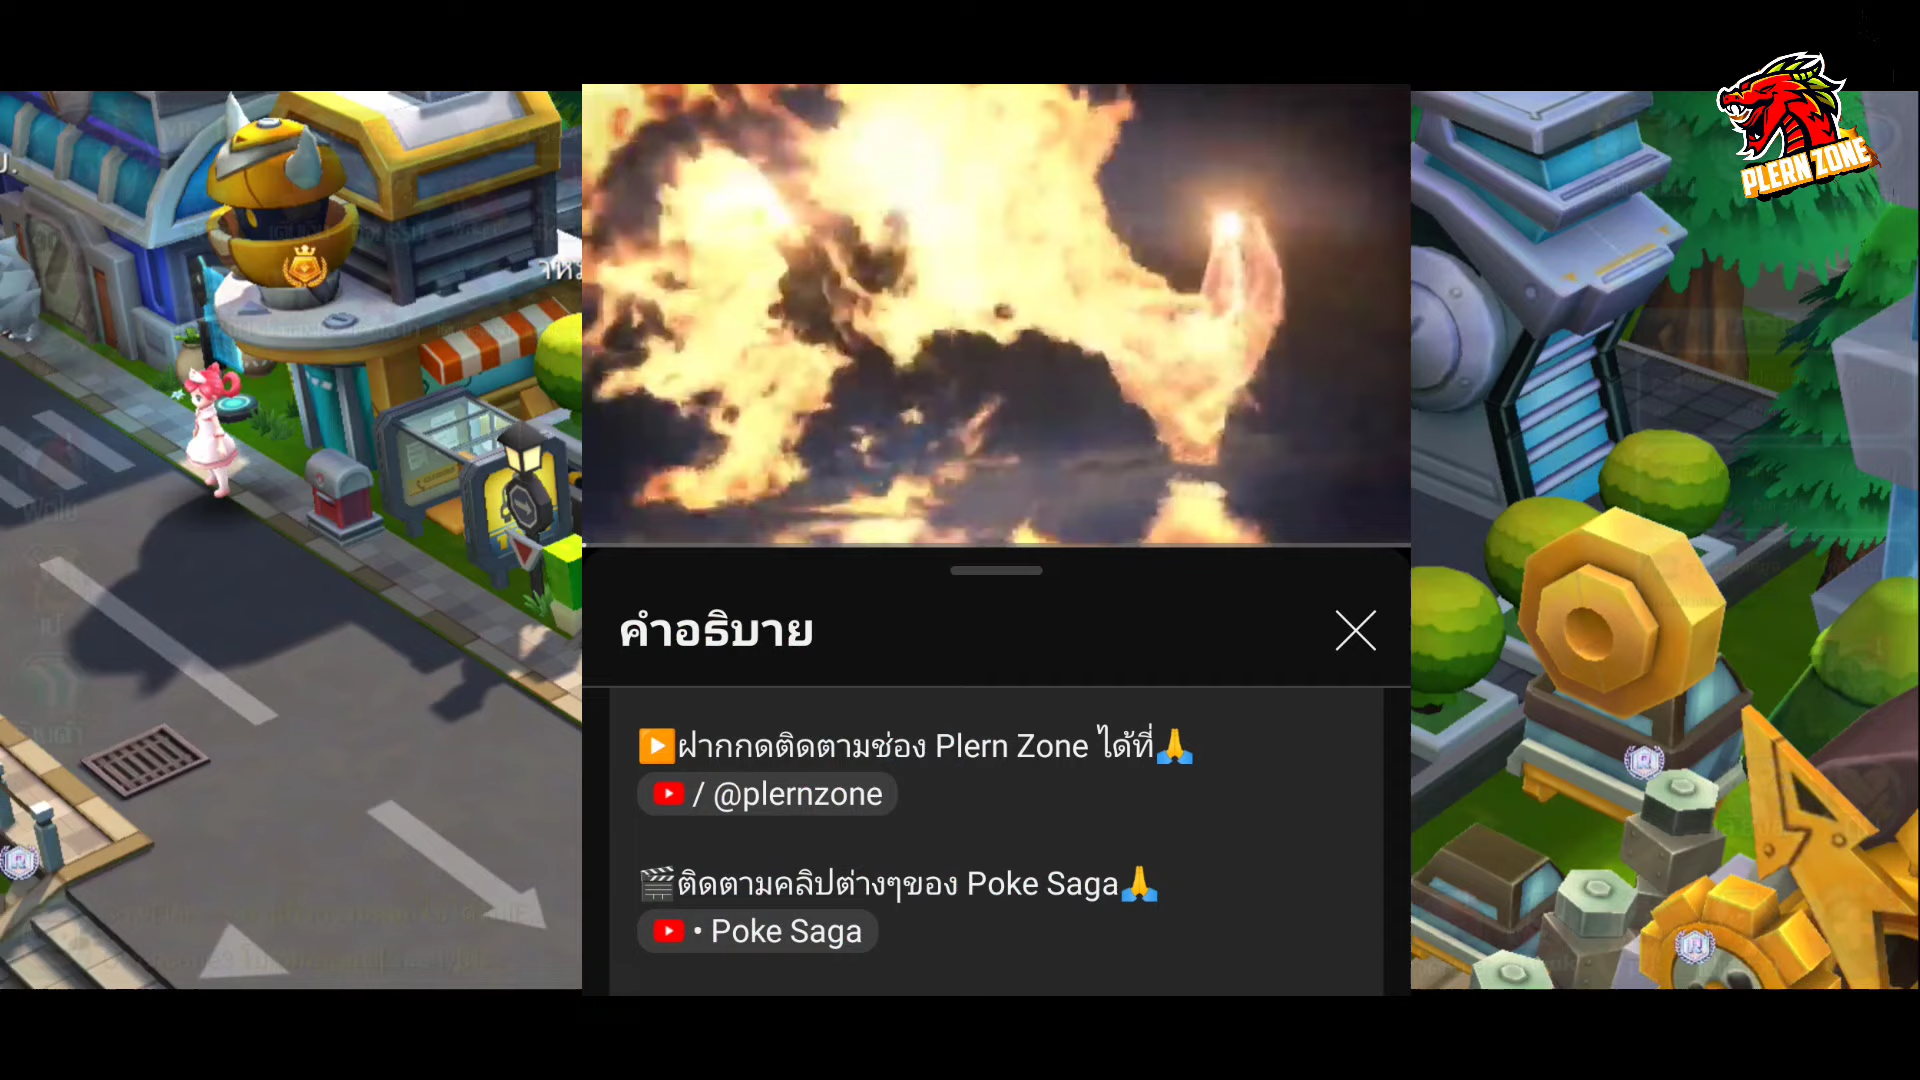 PLERN ZONE
คำอธิบาย
ฝากกดติดตามช่อง Plern Zone ได้ที่
/ @plernzone
ติดตามคลิปต่างๆของ Poke Saga
• Poke Saga